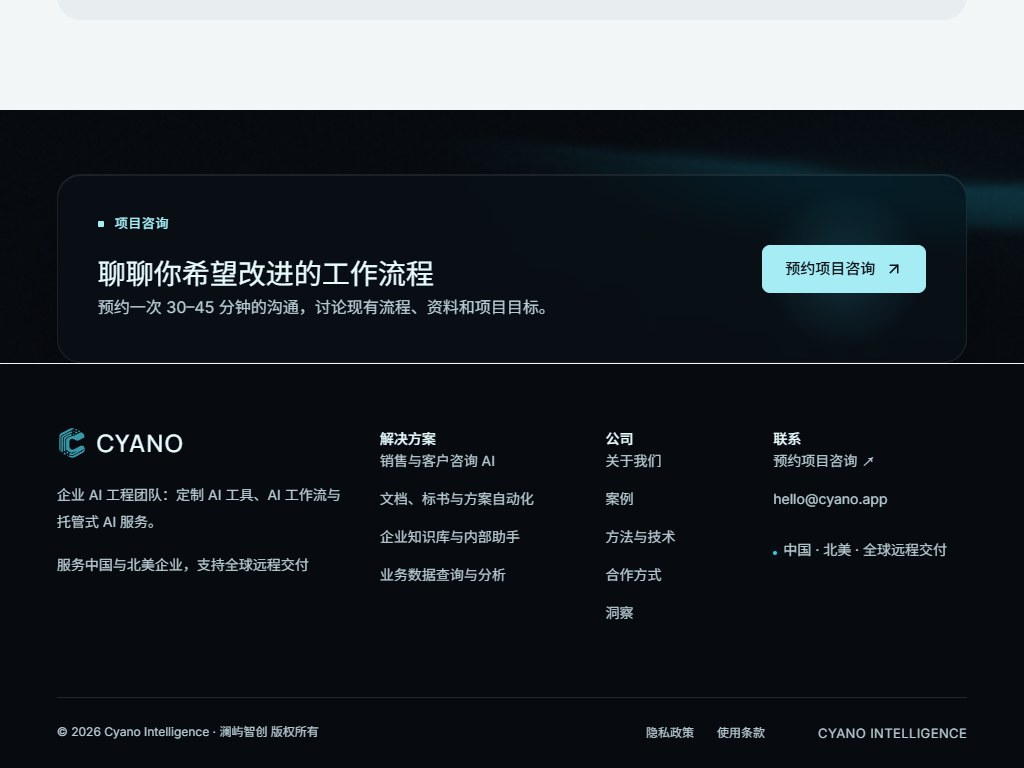 项目咨询
聊聊你希望改进的工作流程
预约一次 30–45 分钟的沟通，讨论现有流程、资料和项目目标。
预约项目咨询 ↗
CYANO
企业 AI 工程团队：定制 AI 工具、AI 工作流与
托管式 AI 服务。
服务中国与北美企业，支持全球远程交付
解决方案
销售与客户咨询 AI
文档、标书与方案自动化
企业知识库与内部助手
业务数据查询与分析
公司
关于我们
案例
方法与技术
合作方式
洞察
联系
预约项目咨询 ↗
hello@cyano.app
中国 · 北美 · 全球远程交付
© 2026 Cyano Intelligence · 澜屿智创 版权所有
隐私政策
使用条款
CYANO INTELLIGENCE